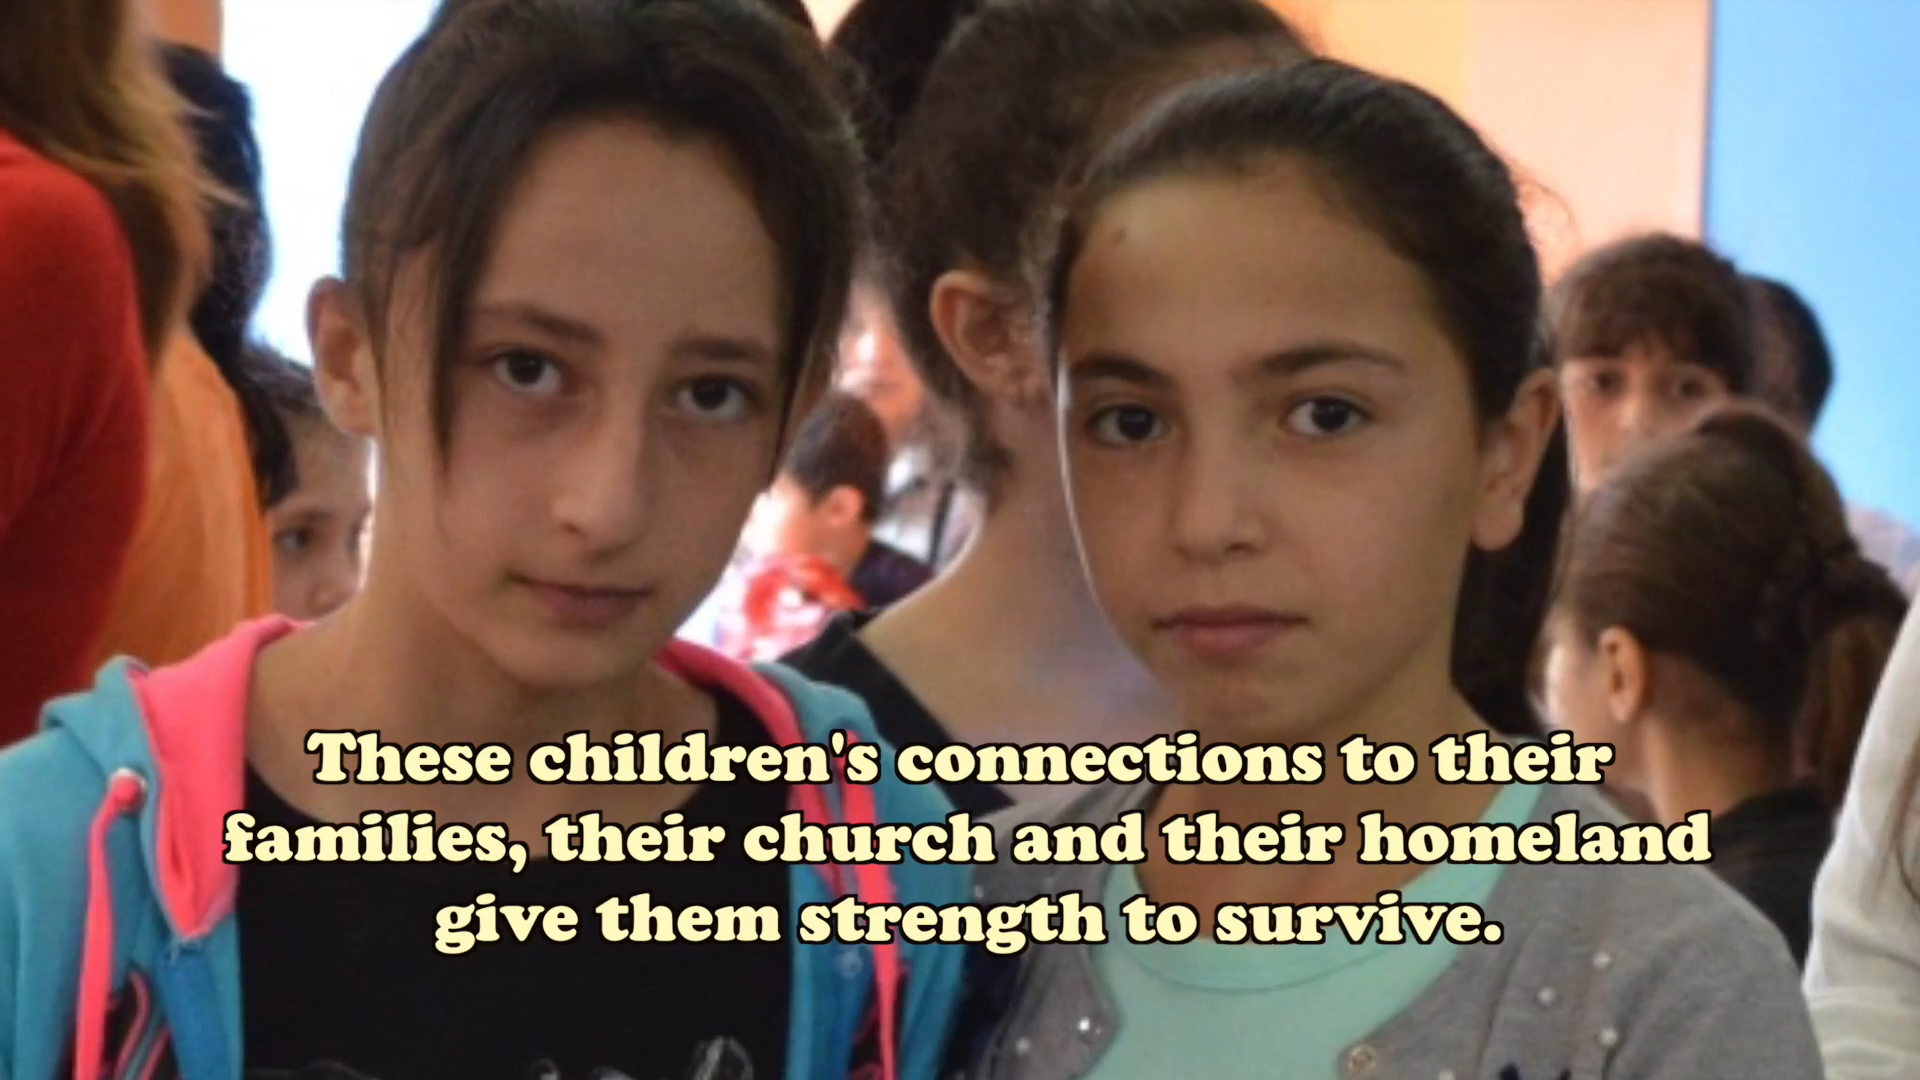 These children's connections to their
families, their church and their homeland
give them strength to survive.